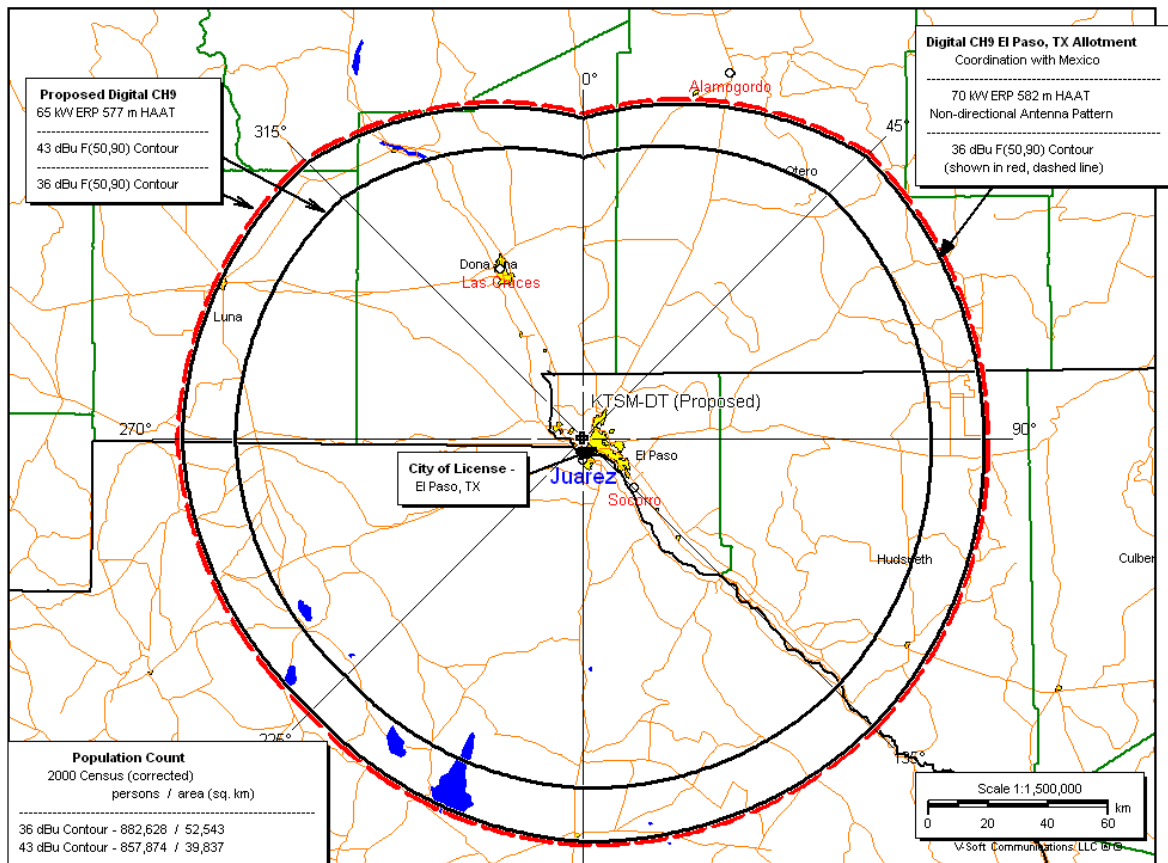 Proposed Digital CH9
65 kW ERP 577 m HAAT
43 dBu F(50,90) Contour
36 dBu F(50,90) Contour
0°
Alamogordo
Digital CH9 El Paso, TX Allotment
Coordination with Mexico
70 kW ERP 582 m HAAT
Non-directional Antenna Pattern
36 dBu F(50,90) Contour
(shown in red, dashed line)
315°
45°
Otero
Dona Ana
Las Cruces
Luna
KTSM-DT (Proposed)
270°
90°
City of License -
El Paso, TX
El Paso
Juarez
Socorro
Hudspeth
Culber
225°
135°
Population Count
2000 Census (corrected)
persons / area (sq. km)
36 dBu Contour - 882,628 / 52,543
43 dBu Contour - 857,874 / 39,837
Scale 1:1,500,000
km
0 20 40 60
V-Soft Communications LLC ® ©